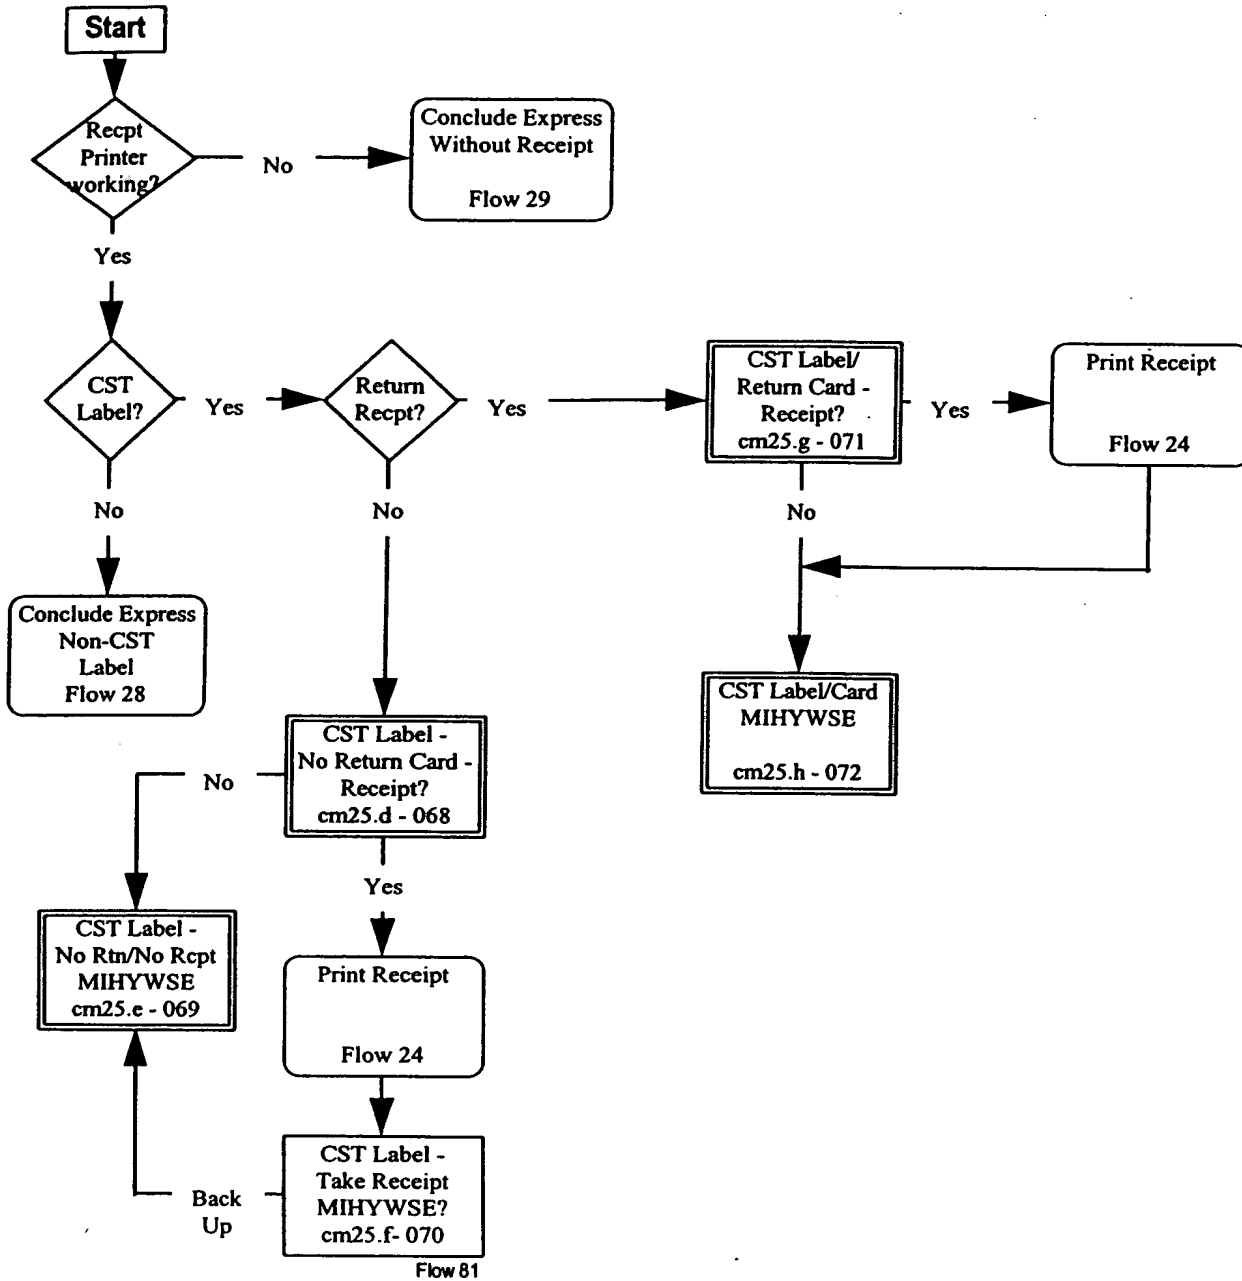 Start
Recpt
Printer
working?
No
Conclude Express
Without Receipt
Flow 29
Yes
CST
Label?
Yes
Return
Recpt?
Yes
CST Label/
Return Card -
Receipt?
cm25.g - 071
Yes
Print Receipt
Flow 24
No
No
No
Conclude Express
Non-CST
Label
Flow 28
CST Label/Card
MIHYWSE
cm25.h - 072
CST Label -
No Return Card -
Receipt?
cm25.d - 068
No
Yes
CST Label -
No Rtn/No Rcpt
MIHYWSE
cm25.e - 069
Print Receipt
Flow 24
CST Label -
Take Receipt
MIHYWSE?
cm25.f- 070
Back
Up
Flow 81